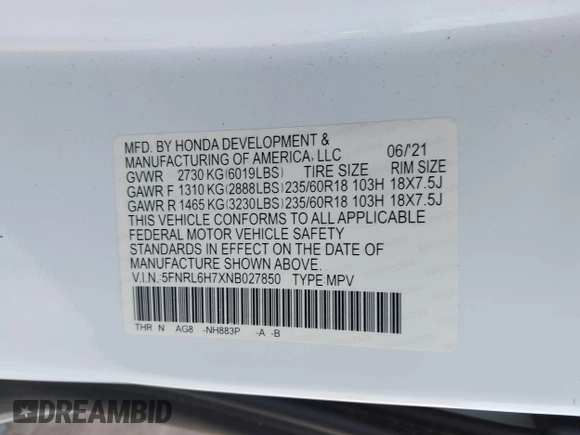 MFD. BY HONDA DEVELOPMENT &
MANUFACTURING OF AMERICA, LLC 06/'21
GVWR 2730 KG(6019LBS) TIRE SIZE RIM SIZE
GAWR F 1310 KG(2888LBS) 235/60R18 103H 18X7.5J
GAWR R 1465 KG(3230LBS) 235/60R18 103H 18X7.5J
THIS VEHICLE CONFORMS TO ALL APPLICABLE
FEDERAL MOTOR VEHICLE SAFETY
STANDARDS IN EFFECT ON THE DATE OF
MANUFACTURE SHOWN ABOVE.
V.I.N.:5FNRL6H7XNB027850 TYPE:MPV
THR N AG8 -NH883P -A -B
DREAMBID